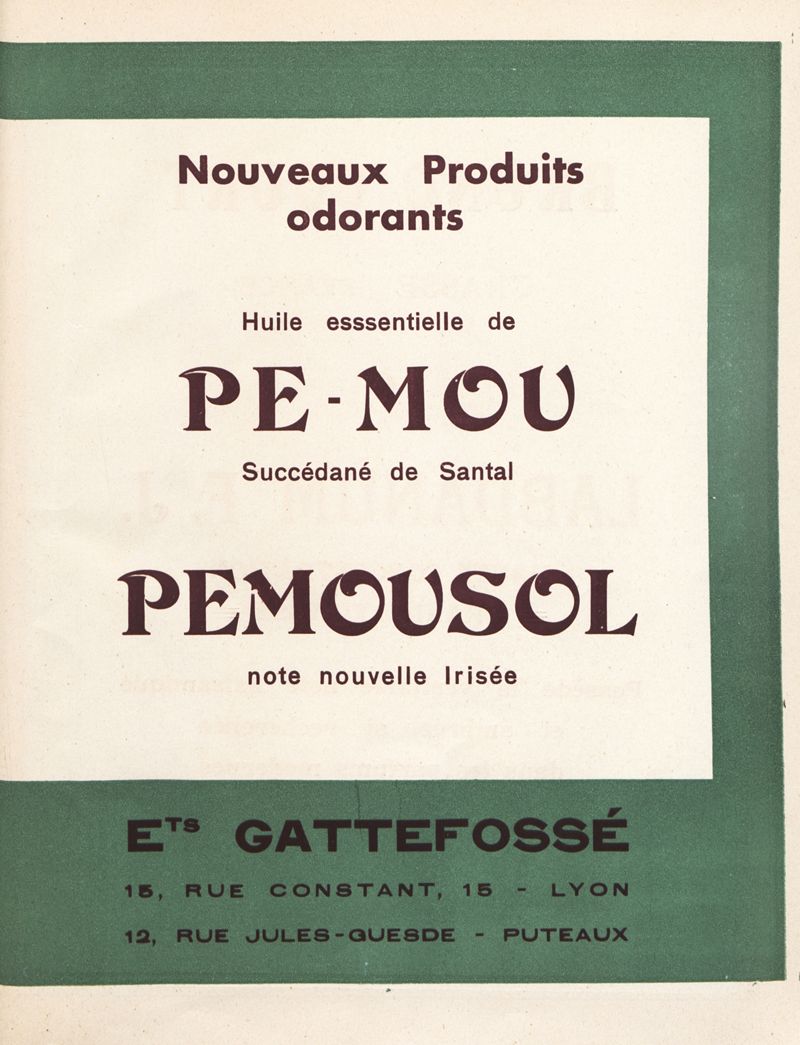 Nouveaux Produits
odorants
Huile esssentielle de
PE-MOU
Succédané de Santal
PEMOUSOL
note nouvelle Irisée
ETS GATTEFOSSÉ
15, RUE CONSTANT, 15 - LYON
12, RUE JULES-GUESDE - PUTEAUX